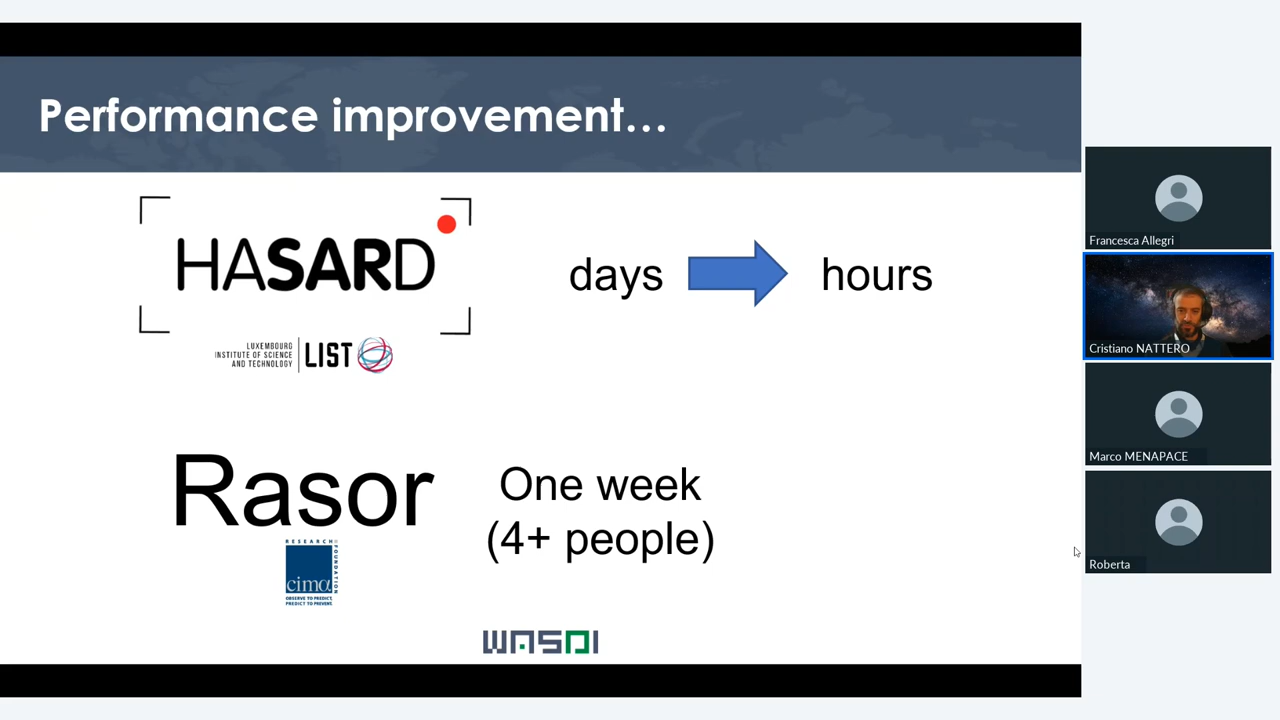 Performance improvement...
HASARD
days
hours
LUXEMBOURG
INSTITUTE OF SCIENCE
AND TECHNOLOGY
LIST
Rasor
One week
(4+ people)
RESEARCH
FOUNDATION
cima
OBSERVE TO PREDICT,
PREDICT TO PREVENT
WASDI
Francesca Allegri
Cristiano NATTERO
Marco MENAPACE
Roberta